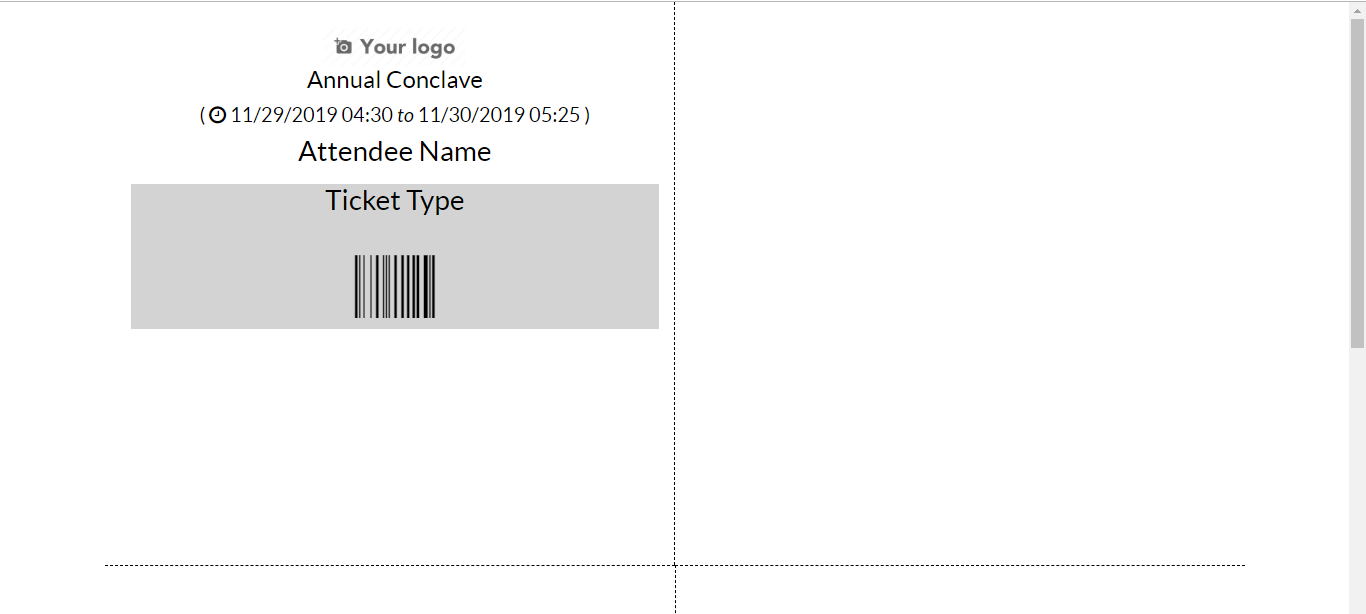 Your logo
Annual Conclave
( 11/29/2019 04:30 to 11/30/2019 05:25 )
Attendee Name
Ticket Type